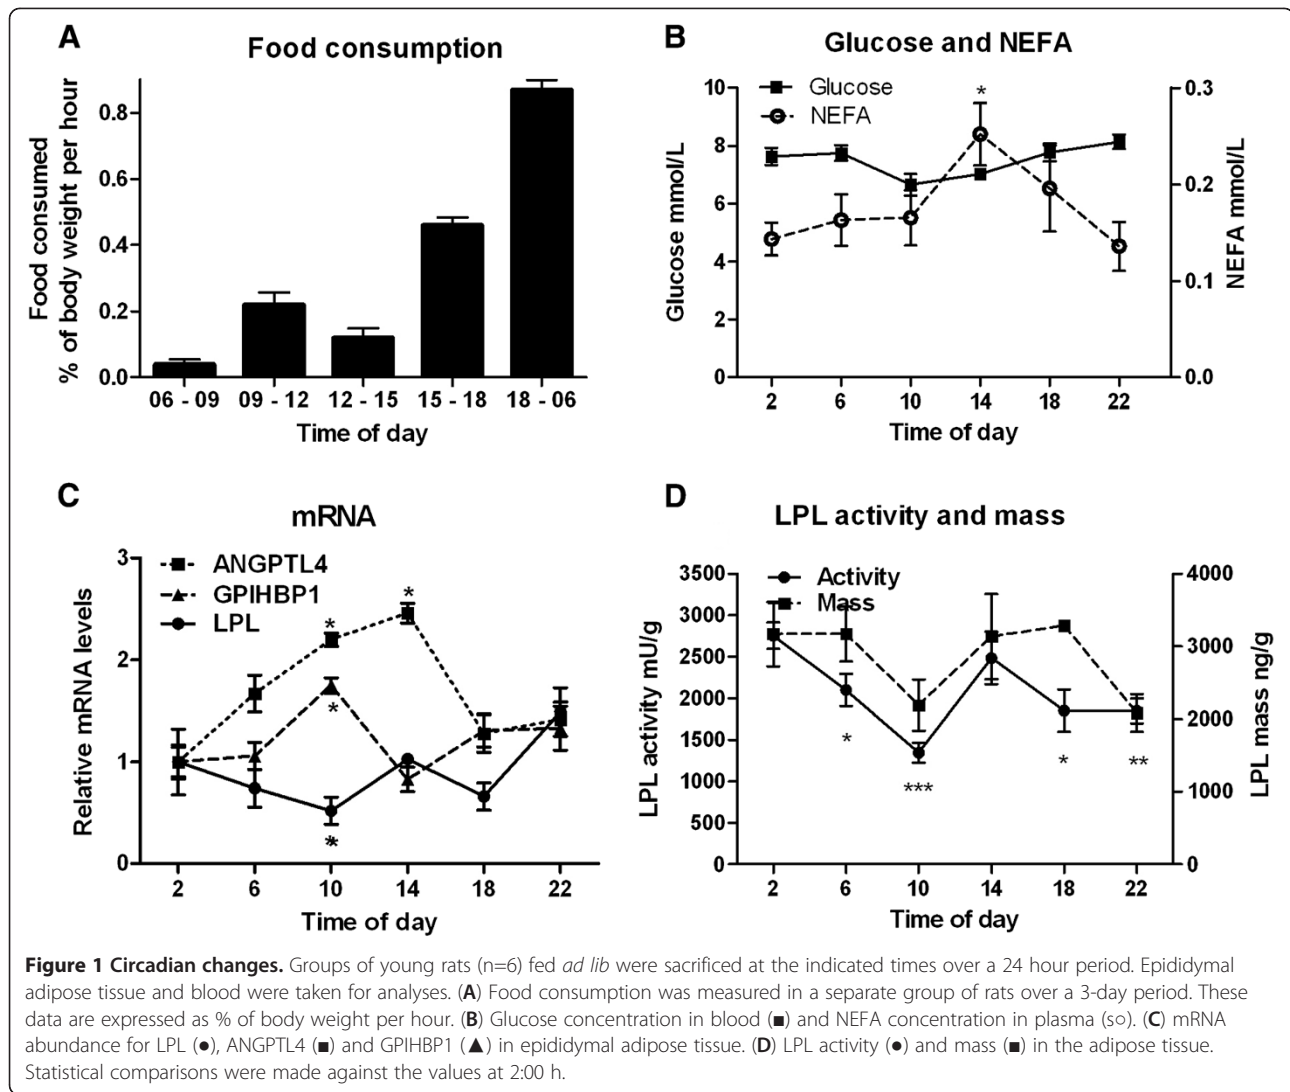 A
Food consumption
Food consumed
% of body weight per hour
0.8
0.6
0.4
0.2
0.0
06 - 09 09 - 12 12 - 15 15 - 18 18 - 06
Time of day
B
Glucose and NEFA
Glucose
NEFA
*
Glucose mmol/L
10
8
6
4
2
0
NEFA mmol/L
0.3
0.2
0.1
0.0
2 6 10 14 18 22
Time of day
C
mRNA
ANGPTL4
GPIHBP1
LPL
Relative mRNA levels
3
2
1
0
*
*
*
*
2 6 10 14 18 22
Time of day
D
LPL activity and mass
Activity
Mass
LPL activity mU/g
3500
3000
2500
2000
1500
1000
500
0
LPL mass ng/g
4000
3000
2000
1000
0
*
***
*
**
2 6 10 14 18 22
Time of day
Figure 1 Circadian changes. Groups of young rats (n=6) fed ad lib were sacrificed at the indicated times over a 24 hour period. Epididymal
adipose tissue and blood were taken for analyses. (A) Food consumption was measured in a separate group of rats over a 3-day period. These
data are expressed as % of body weight per hour. (B) Glucose concentration in blood (■) and NEFA concentration in plasma (s○). (C) mRNA
abundance for LPL (●), ANGPTL4 (■) and GPIHBP1 (▲) in epididymal adipose tissue. (D) LPL activity (●) and mass (■) in the adipose tissue.
Statistical comparisons were made against the values at 2:00 h.